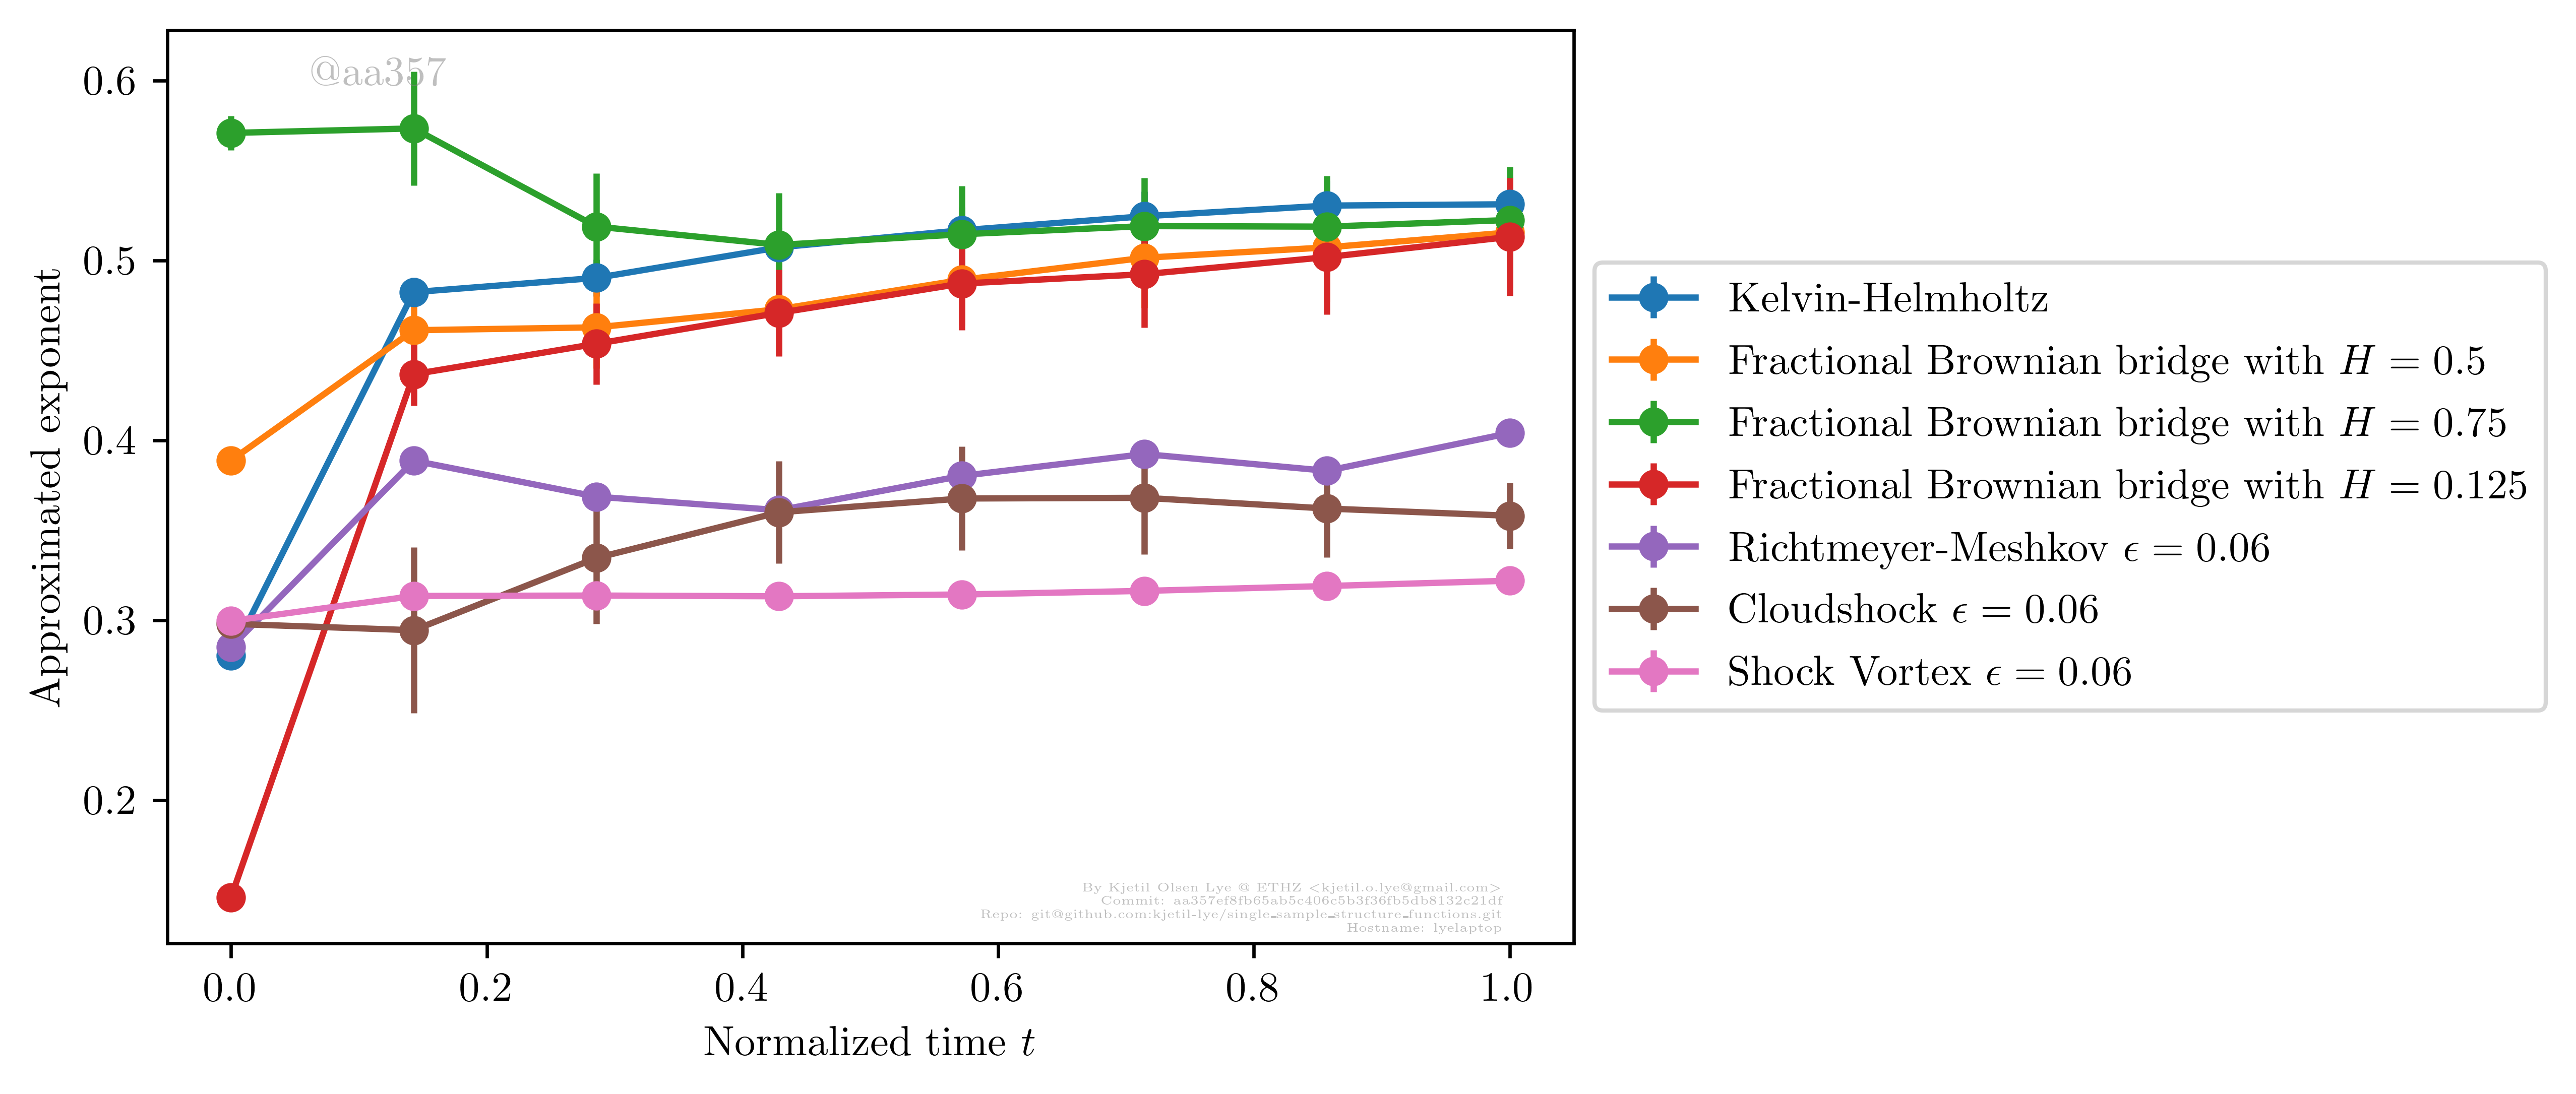 @aa357
0.6
0.5
0.4
0.3
0.2
Approximated exponent
0.0 0.2 0.4 0.6 0.8 1.0
Normalized time t
Kelvin-Helmholtz
Fractional Brownian bridge with H = 0.5
Fractional Brownian bridge with H = 0.75
Fractional Brownian bridge with H = 0.125
Richtmeyer-Meshkov ϵ = 0.06
Cloudshock ϵ = 0.06
Shock Vortex ϵ = 0.06
By Kjetil Olsen Lye @ ETHZ <kjetil.o.lye@gmail.com>
Commit: aa357ef8fb65ab5c406c5b3f36fb5db8132c21df
Repo: git@github.com:kjetil-lye/single_sample_structure_functions.git
Hostname: lyelaptop